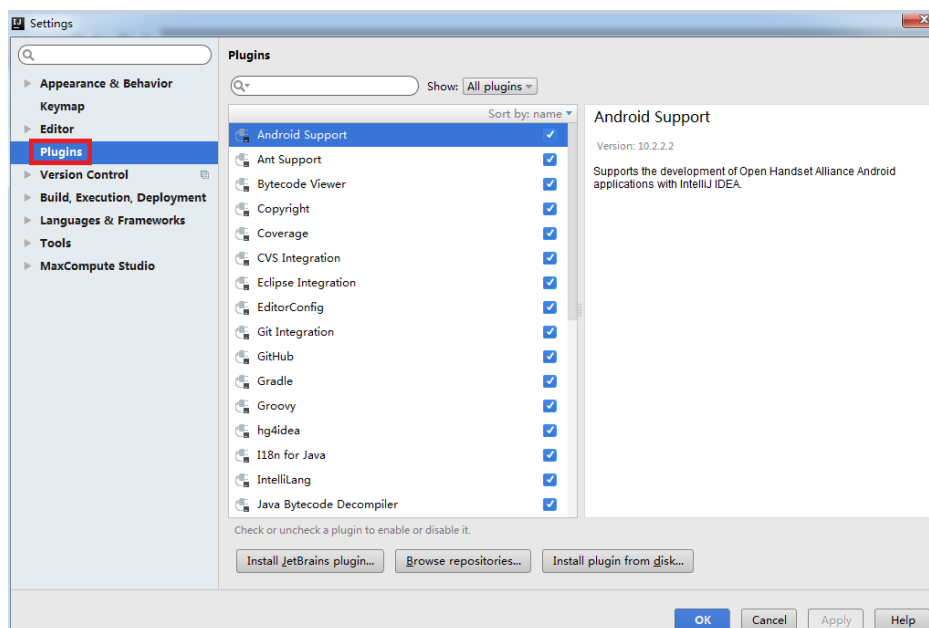 Settings
Appearance & Behavior
Keymap
Editor
Plugins
Version Control
Build, Execution, Deployment
Languages & Frameworks
Tools
MaxCompute Studio
Plugins
Show: All plugins
Sort by: name
Android Support
Ant Support
Bytecode Viewer
Copyright
Coverage
CVS Integration
Eclipse Integration
EditorConfig
Git Integration
GitHub
Gradle
Groovy
hg4idea
I18n for Java
IntelliLang
Java Bytecode Decompiler
Check or uncheck a plugin to enable or disable it.
Install JetBrains plugin...
Browse repositories...
Install plugin from disk...
Android Support
Version: 10.2.2.2
Supports the development of Open Handset Alliance Android
applications with IntelliJ IDEA.
OK
Cancel
Apply
Help